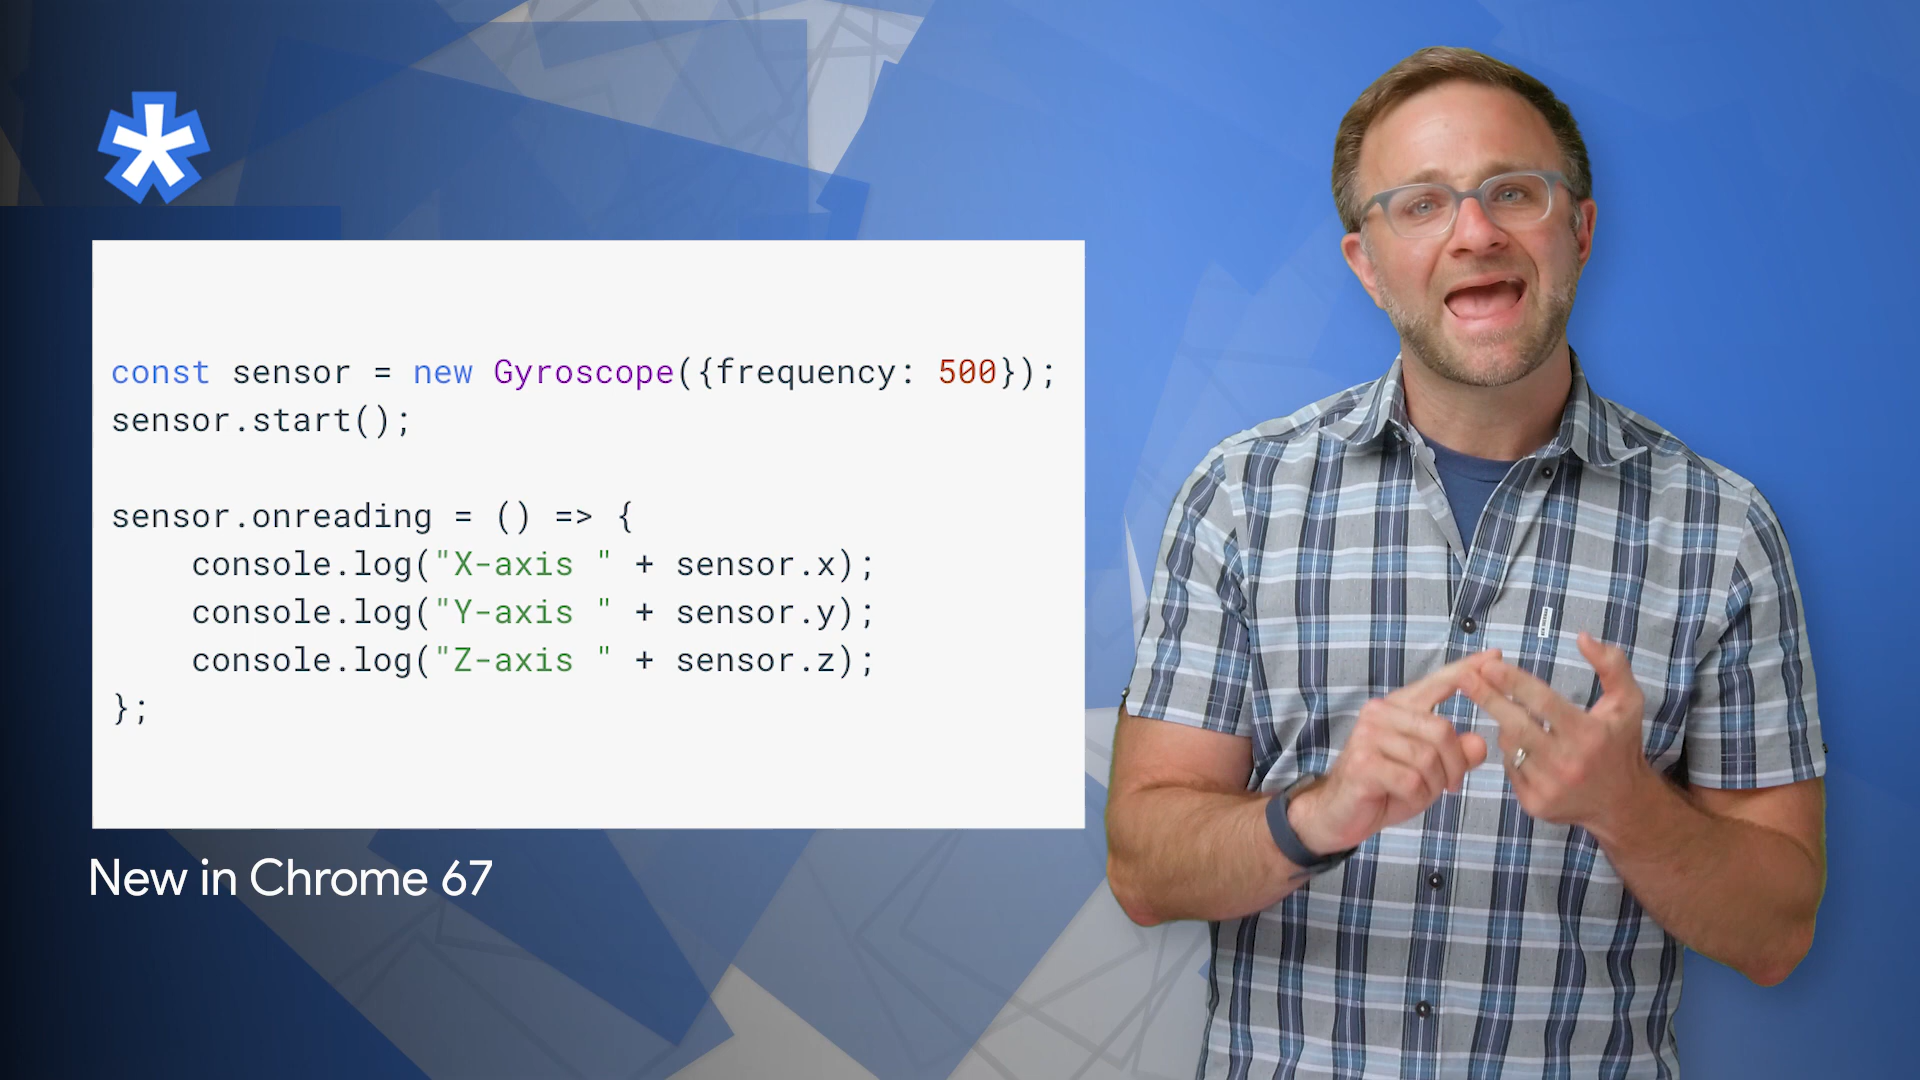 const sensor = new Gyroscope({frequency: 500});
sensor.start();
sensor.onreading = () => {
    console.log("X-axis " + sensor.x);
    console.log("Y-axis " + sensor.y);
    console.log("Z-axis " + sensor.z);
};
New in Chrome 67